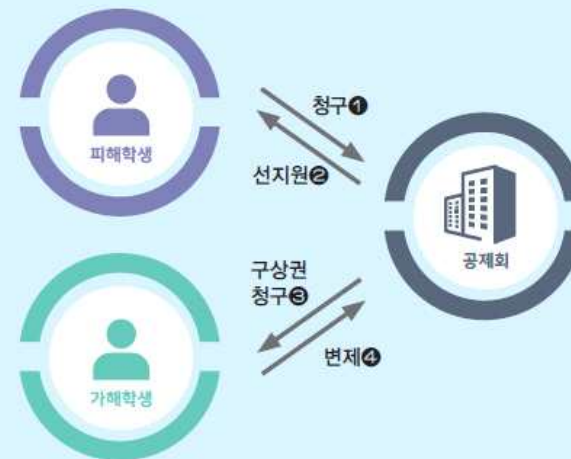 피해학생
청구❶
선지원❷
공제회
구상권
청구❸
변제❹
가해학생